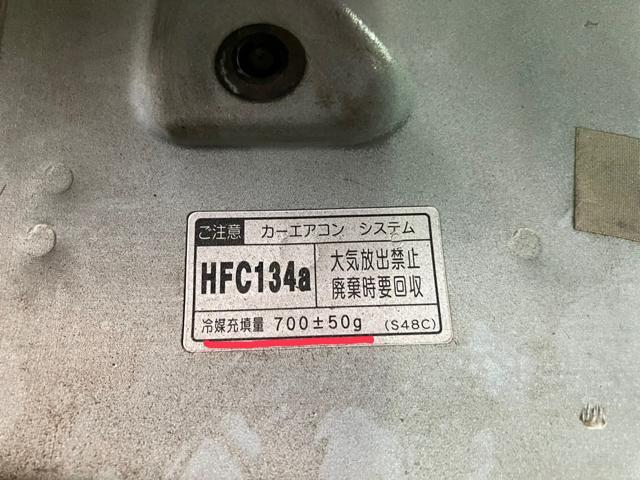 ご注意 カーエアコン システム
HFC134a
大気放出禁止
廃棄時要回収
冷媒充填量 700±50g (S48C)